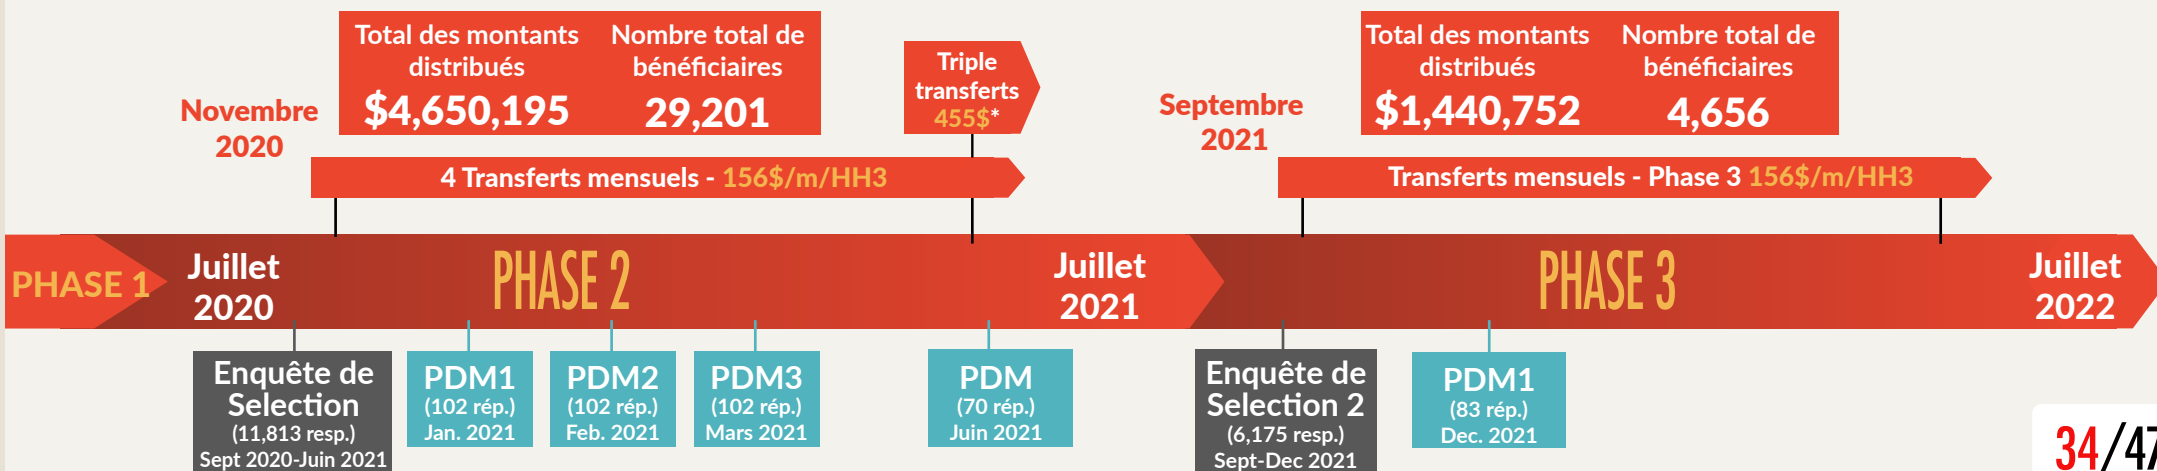 Total des montants
distribués
$4,650,195
Nombre total de
bénéficiaires
29,201
Triple
transferts
455$*
Total des montants
distribués
$1,440,752
Nombre total de
bénéficiaires
4,656
Novembre
2020
Septembre
2021
4 Transferts mensuels - 156$/m/HH3
Transferts mensuels - Phase 3 156$/m/HH3
PHASE 1
Juillet
2020
PHASE 2
Juillet
2021
PHASE 3
Juillet
2022
Enquête de
Selection
(11,813 resp.)
Sept 2020-Juin 2021
PDM1
(102 rép.)
Jan. 2021
PDM2
(102 rép.)
Feb. 2021
PDM3
(102 rép.)
Mars 2021
PDM
(70 rép.)
Juin 2021
Enquête de
Selection 2
(6,175 resp.)
Sept-Dec 2021
PDM1
(83 rép.)
Dec. 2021
34/47